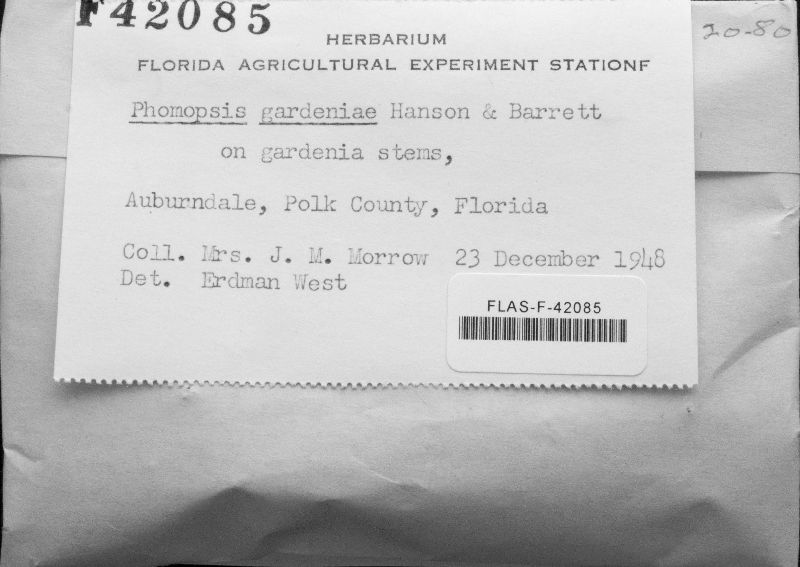 F42085
20-80
HERBARIUM
FLORIDA AGRICULTURAL EXPERIMENT STATIONF
Phomopsis gardeniae Hanson & Barrett
on gardenia stems,
Auburndale, Polk County, Florida
Coll. Mrs. J. M. Morrow 23 December 1948
Det. Erdman West
FLAS-F-42085